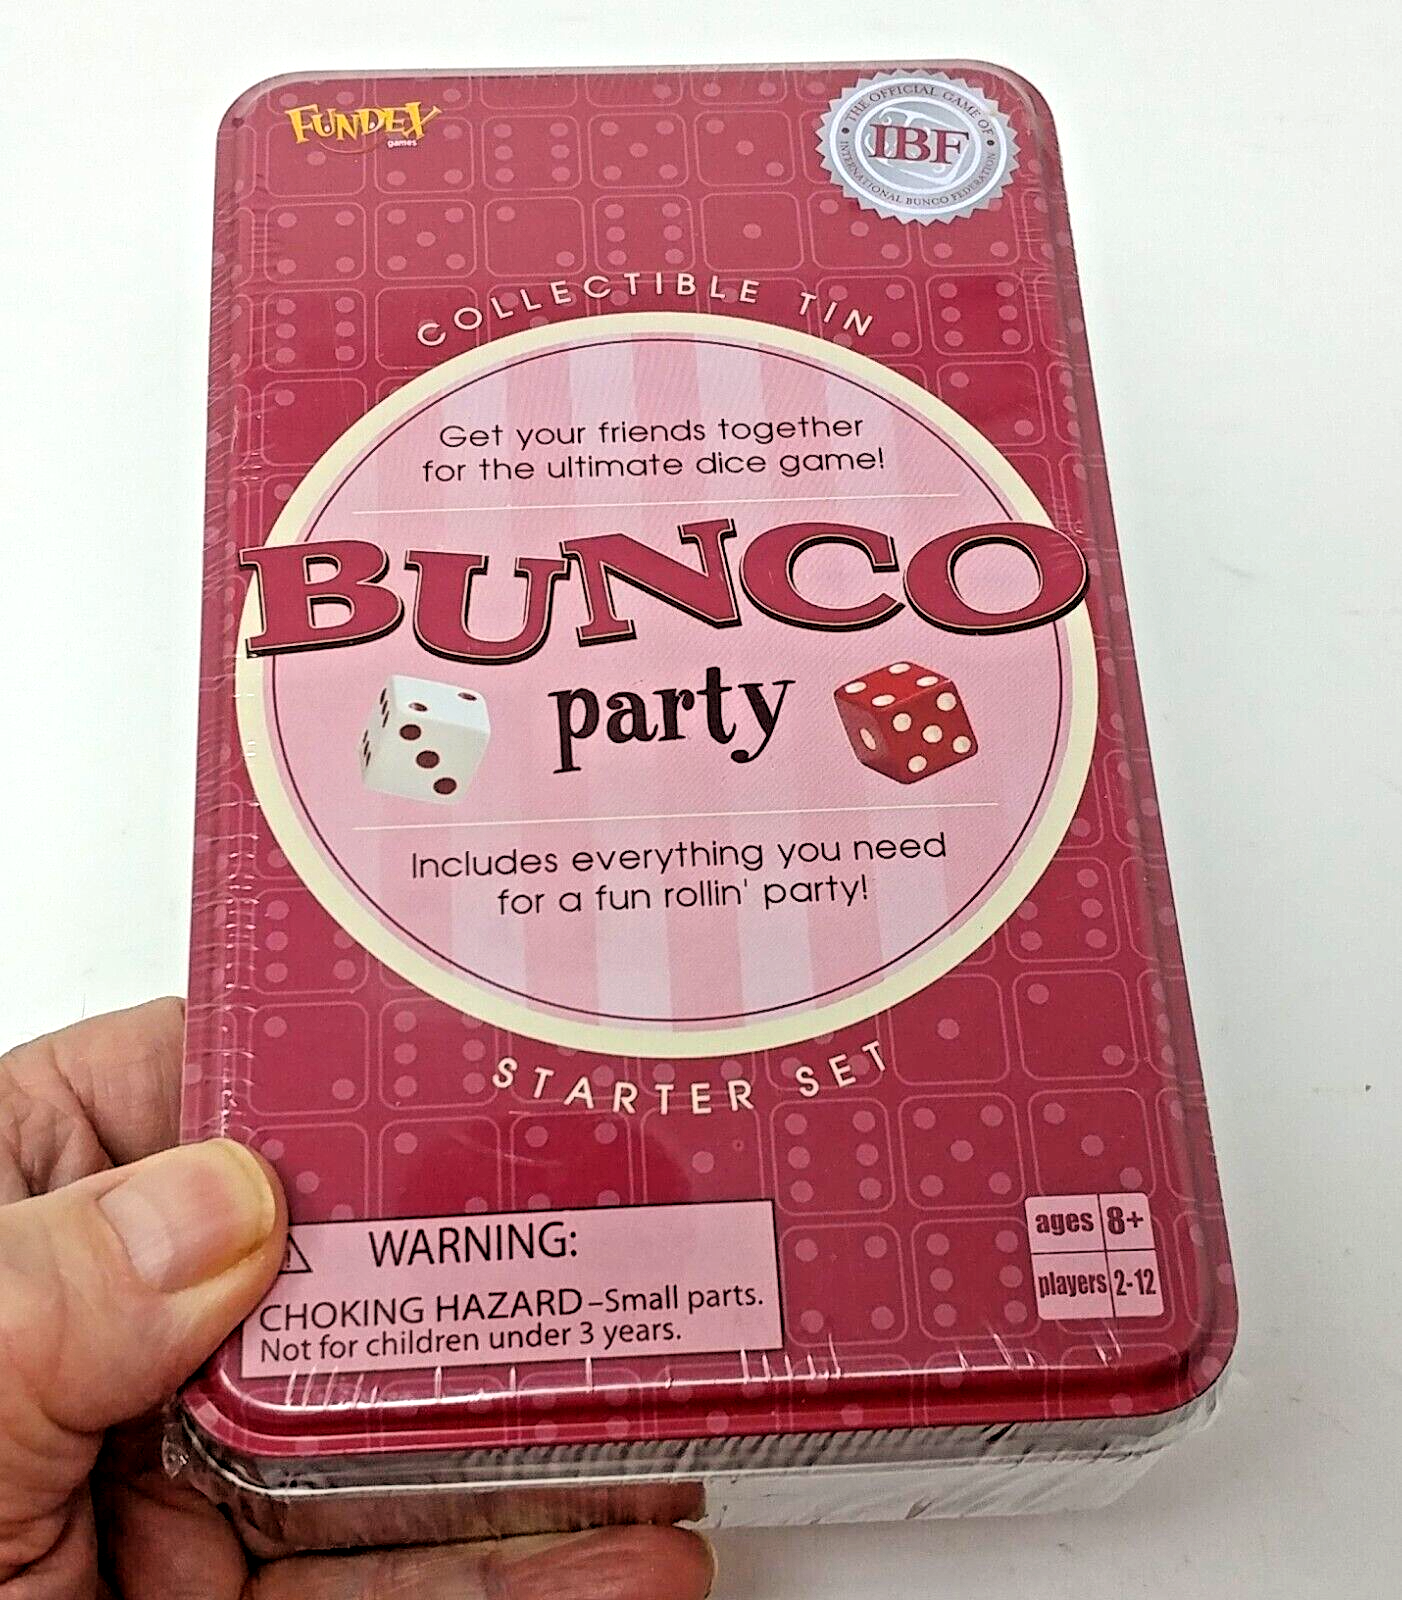 FUNDEX
games
THE OFFICIAL GAME OF
INTERNATIONAL BUNCO FEDERATION
IBF
COLLECTIBLE TIN
Get your friends together
for the ultimate dice game!
BUNCO
party
Includes everything you need
for a fun rollin' party!
STARTER SET
WARNING:
CHOKING HAZARD–Small parts.
Not for children under 3 years.
ages 8+
players 2-12